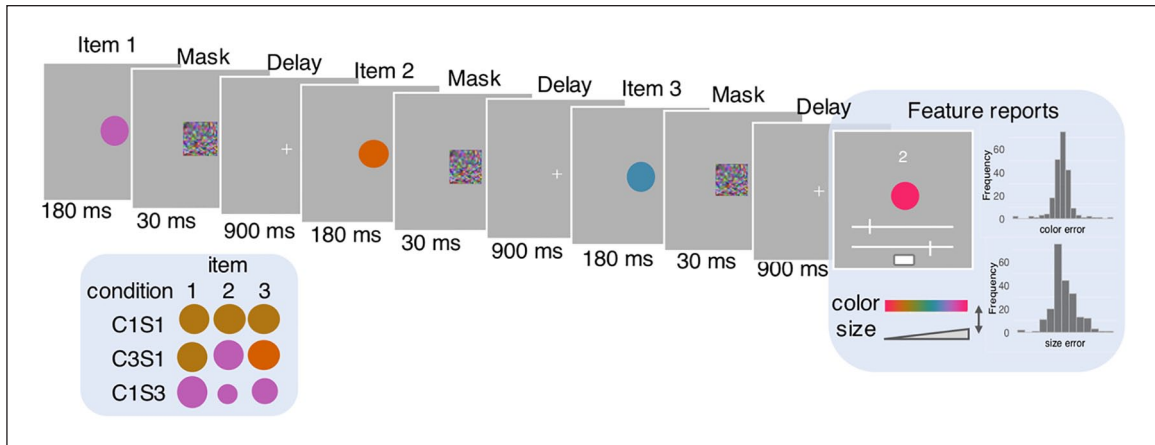 Item 1
Mask
Delay
Item 2
Mask
Delay
Item 3
Mask
Delay
180 ms
30 ms
900 ms
180 ms
30 ms
900 ms
180 ms
30 ms
900 ms
Feature reports
2
Frequency
60
40
20
0
color error
Frequency
60
40
20
0
size error
color
size
item
condition 1 2 3
C1S1
C3S1
C1S3